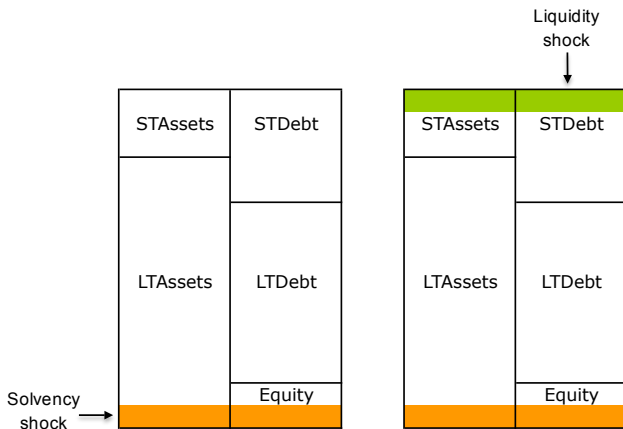 Liquidity
shock
STAssets STDebt STAssets STDebt
LTAssets LTDebt LTAssets LTDebt
Equity Equity
Solvency
shock